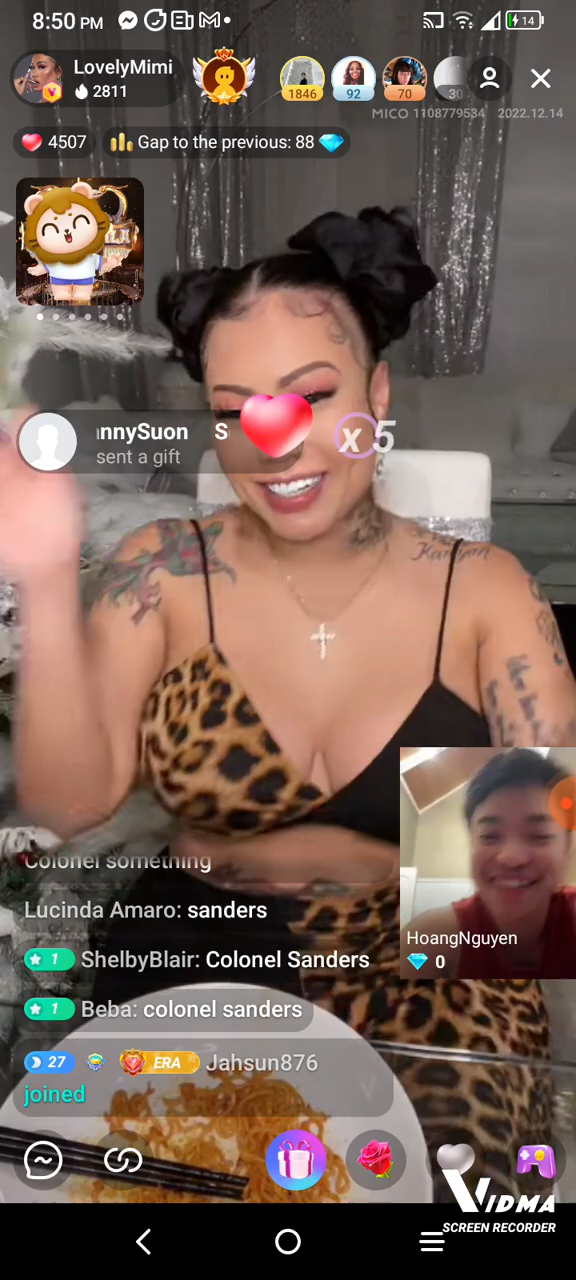 8:50 PM
14
LovelyMimi
2811
1846
92
70
30
MICO 1108779534 2022.12.14
4507
Gap to the previous: 88
nnySuon S
sent a gift
x 5
Colonel something
Lucinda Amaro: sanders
1 ShelbyBlair: Colonel Sanders
1 Beba: colonel sanders
27 ERA Jahsun876
joined
HoangNguyen
0
VIDMA
SCREEN RECORDER